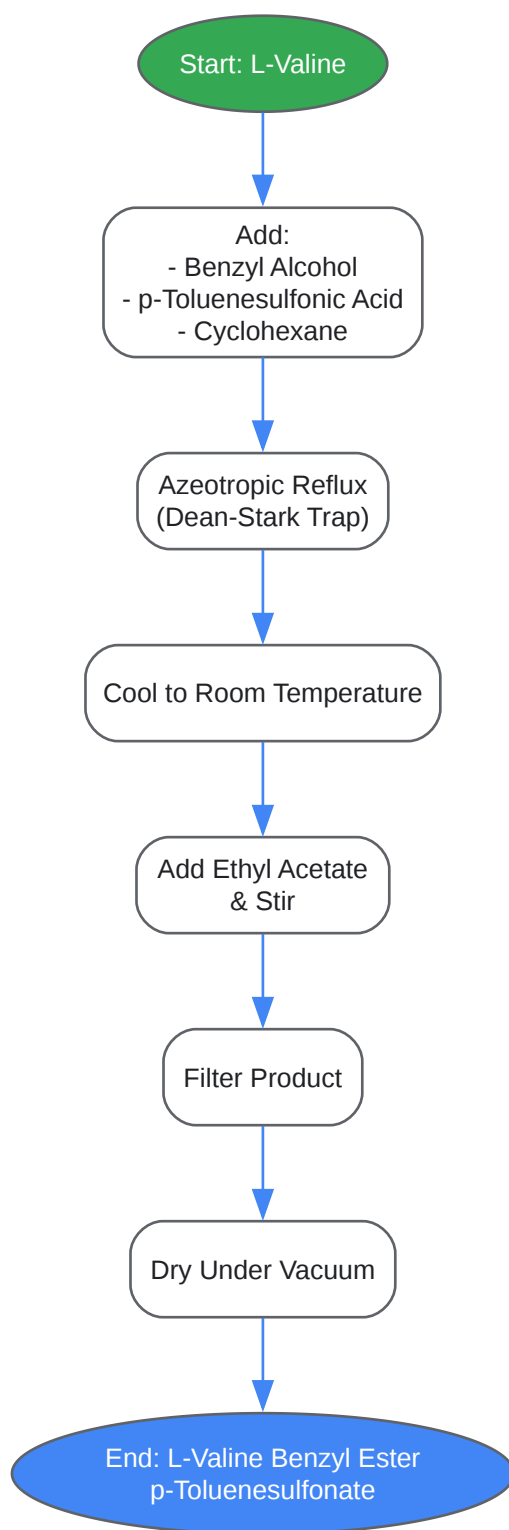 Start: L-Valine
Add:
- Benzyl Alcohol
- p-Toluenesulfonic Acid
- Cyclohexane
Azeotropic Reflux
(Dean-Stark Trap)
Cool to Room Temperature
Add Ethyl Acetate
& Stir
Filter Product
Dry Under Vacuum
End: L-Valine Benzyl Ester
p-Toluenesulfonate